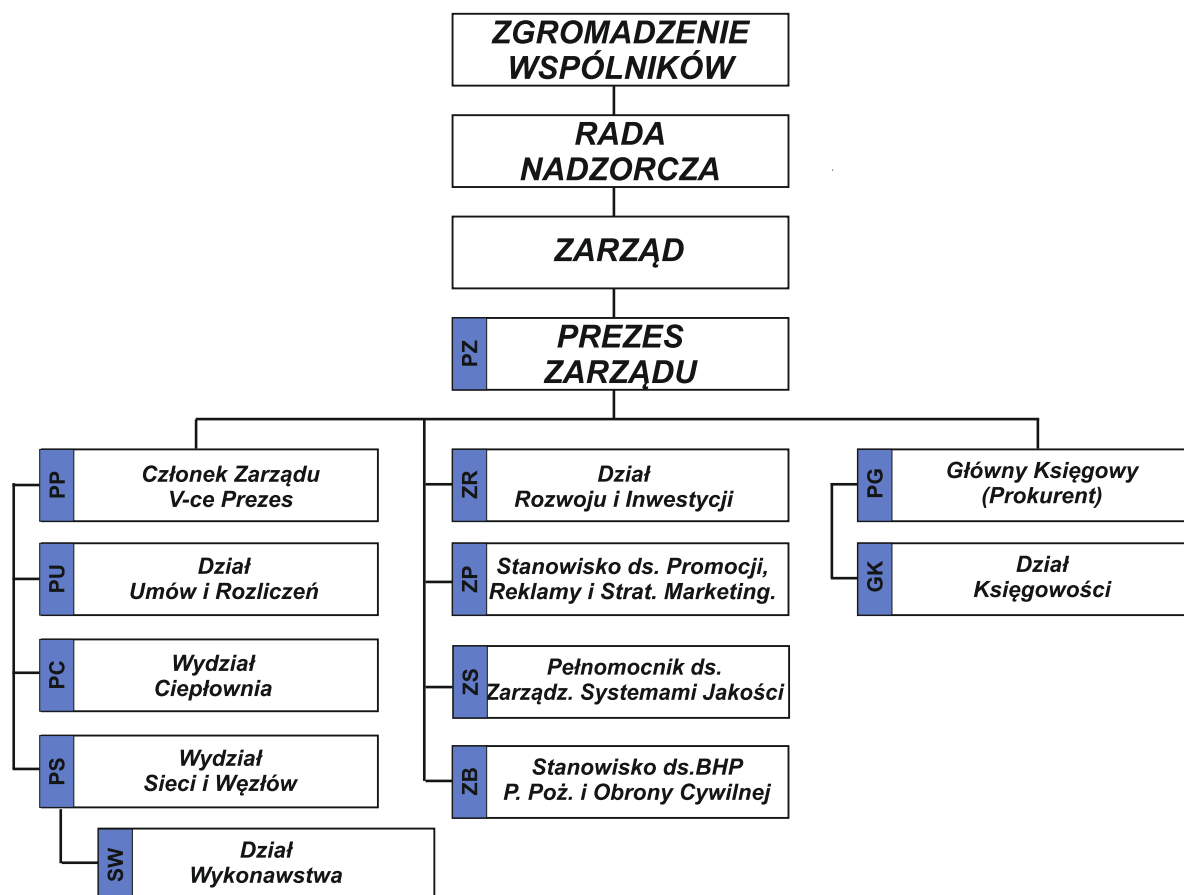 ZGROMADZENIE
WSPÓLNIKÓW
RADA
NADZORCZA
ZARZĄD
PZ
PREZES
ZARZĄDU
PP
Członek Zarządu
V-ce Prezes
PU
Dział
Umów i Rozliczeń
PC
Wydział
Ciepłownia
PS
Wydział
Sieci i Węzłów
SW
Dział
Wykonawstwa
ZR
Dział
Rozwoju i Inwestycji
ZP
Stanowisko ds. Promocji,
Reklamy i Strat. Marketing.
ZS
Pełnomocnik ds.
Zarządz. Systemami Jakości
ZB
Stanowisko ds.BHP
P. Poż. i Obrony Cywilnej
PG
Główny Księgowy
(Prokurent)
GK
Dział
Księgowości